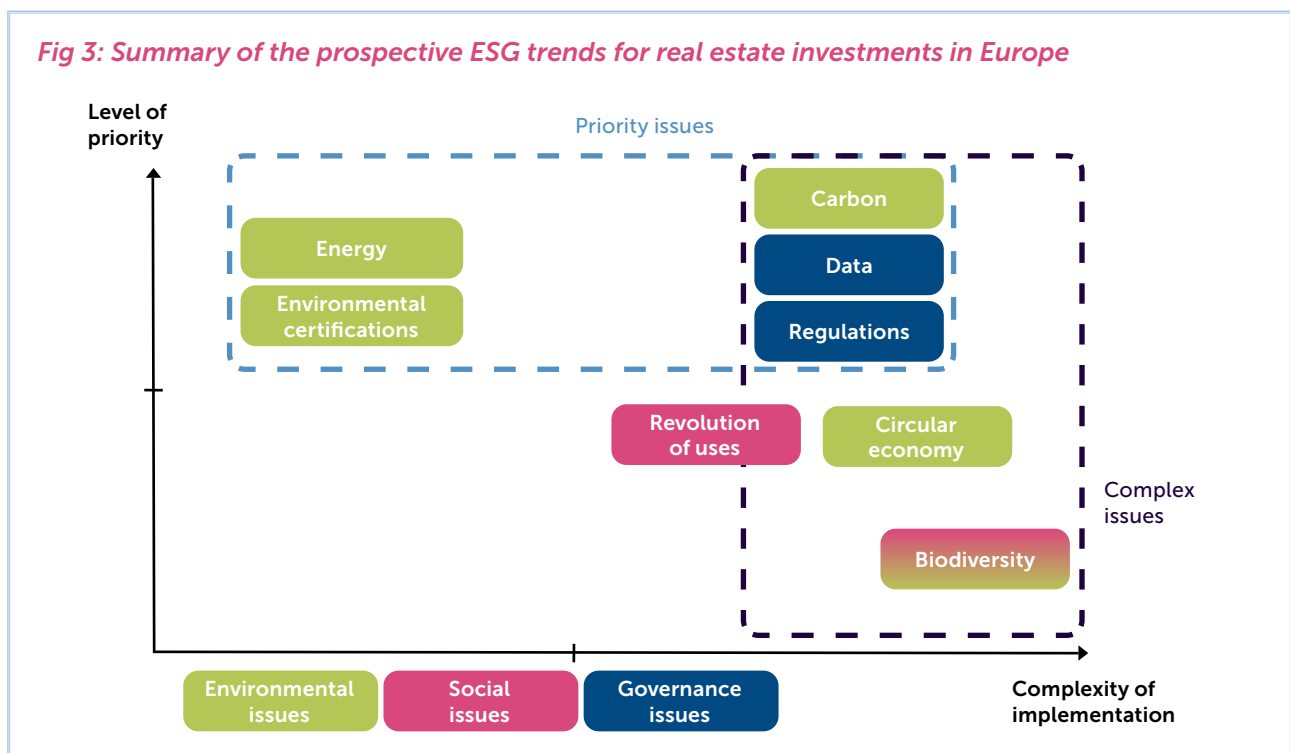 Fig 3: Summary of the prospective ESG trends for real estate investments in Europe
Level of
priority
Priority issues
Carbon
Energy
Data
Environmental
certifications
Regulations
Revolution
of uses
Circular
economy
Complex
issues
Biodiversity
Environmental
issues
Social
issues
Governance
issues
Complexity of
implementation